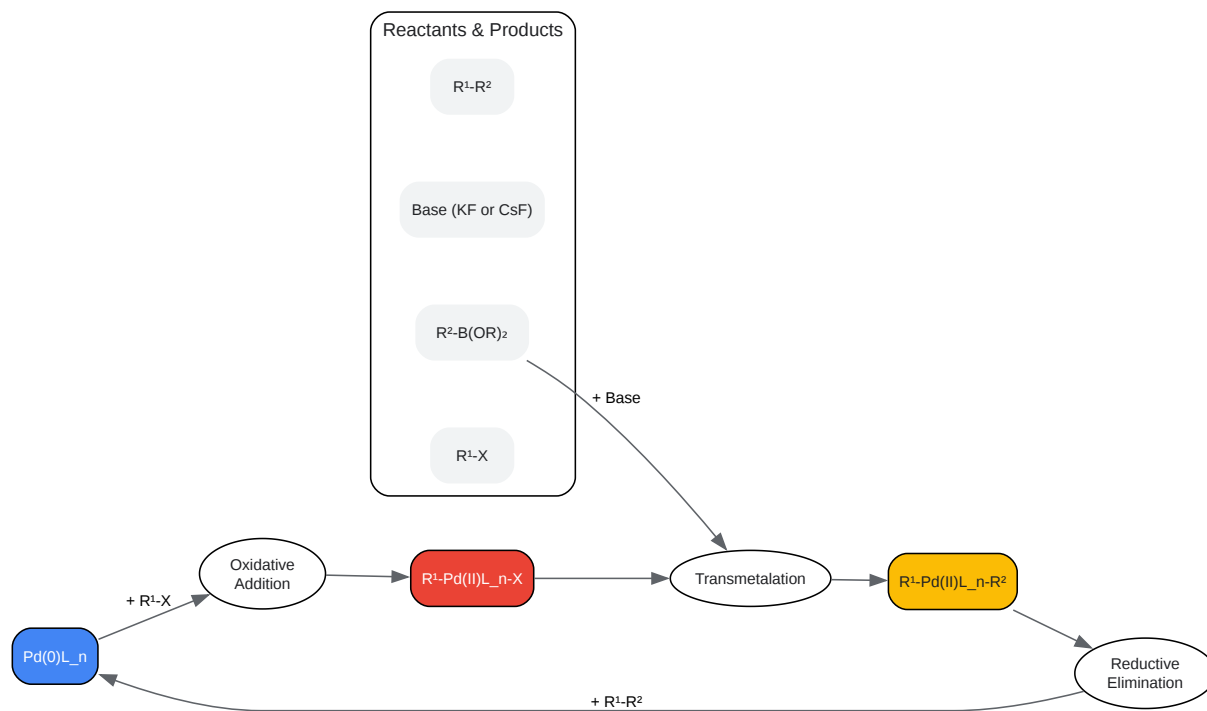 Reactants & Products
R¹-R²
Base (KF or CsF)
R²-B(OR)₂
+ Base
R¹-X
Oxidative
Addition
R¹-Pd(II)L_n-X
Transmetalation
R¹-Pd(II)L_n-R²
+ R¹-X
Pd(0)L_n
Reductive
Elimination
+ R¹-R²